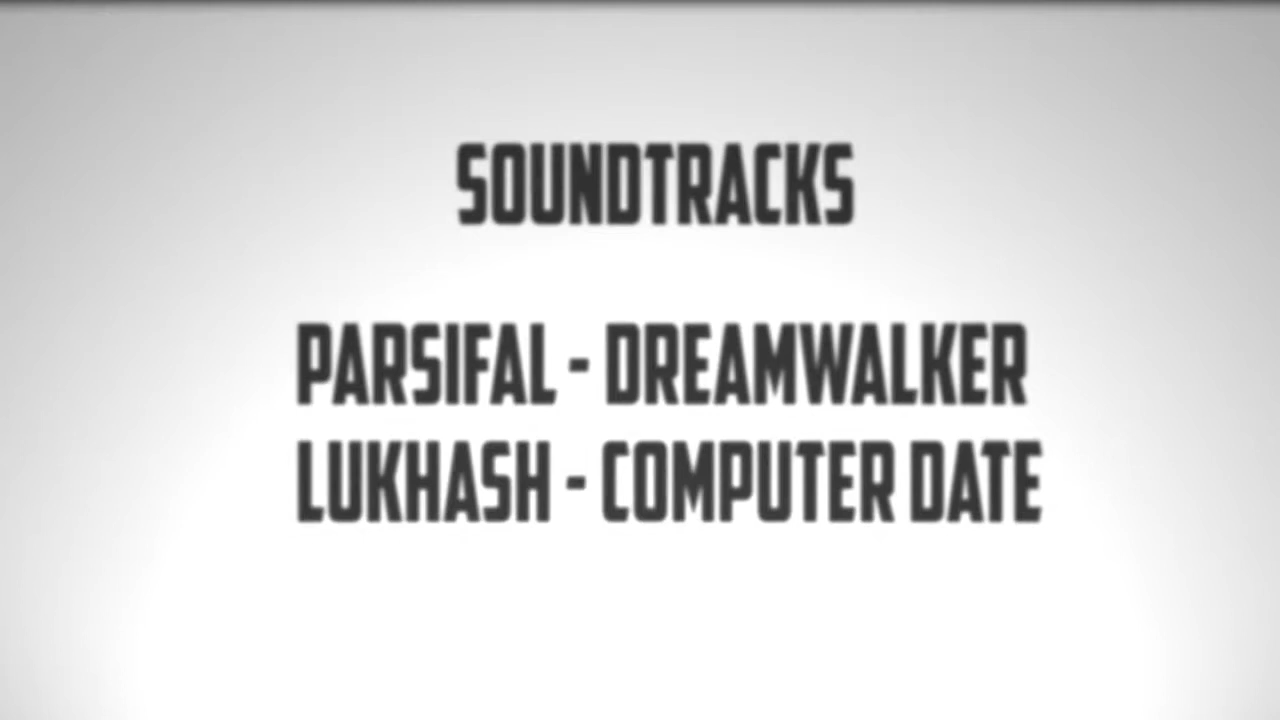 SOUNDTRACKS
PARSIFAL - DREAMWALKER
LUKHASH - COMPUTER DATE